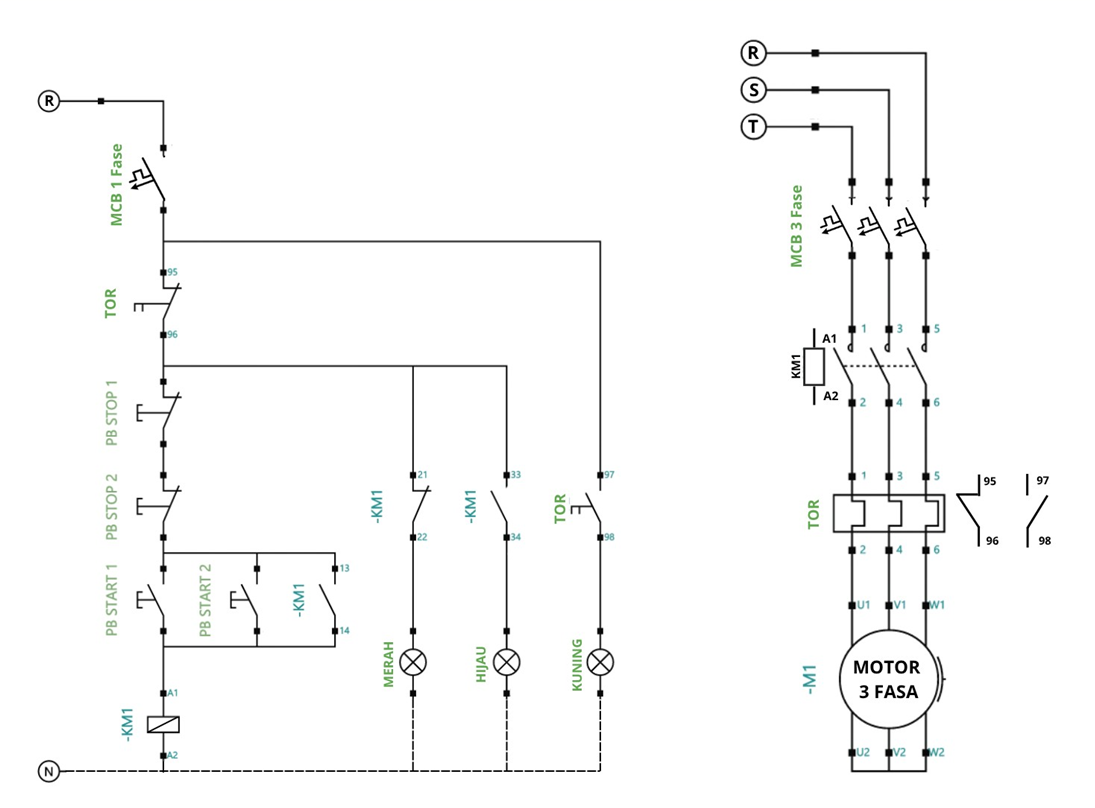 R
MCB 1 Fase
95
TOR
96
PB STOP 1
PB STOP 2
PB START 1
PB START 2
-KM1
13
14
A1
-KM1
A2
N
21
-KM1
22
33
-KM1
34
97
TOR
98
MERAH
HIJAU
KUNING
R
S
T
MCB 3 Fase
1 3 5
A1
KM1
A2
2 4 6
1 3 5
TOR
95 97
96 98
2 4 6
U1 V1 W1
-M1
MOTOR
3 FASA
U2 V2 W2